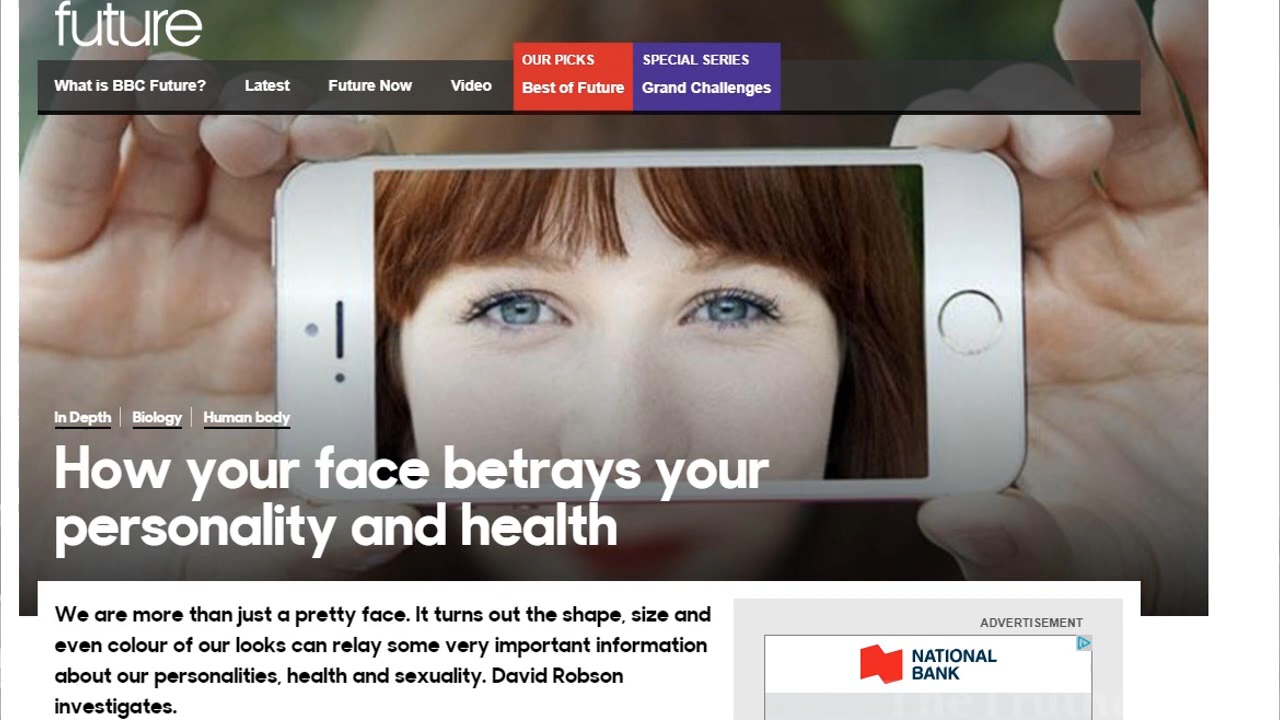 future
What is BBC Future?
Latest
Future Now
Video
OUR PICKS
Best of Future
SPECIAL SERIES
Grand Challenges
In Depth
Biology
Human body
How your face betrays your
personality and health
We are more than just a pretty face. It turns out the shape, size and
even colour of our looks can relay some very important information
about our personalities, health and sexuality. David Robson
investigates.
ADVERTISEMENT
NATIONAL
BANK